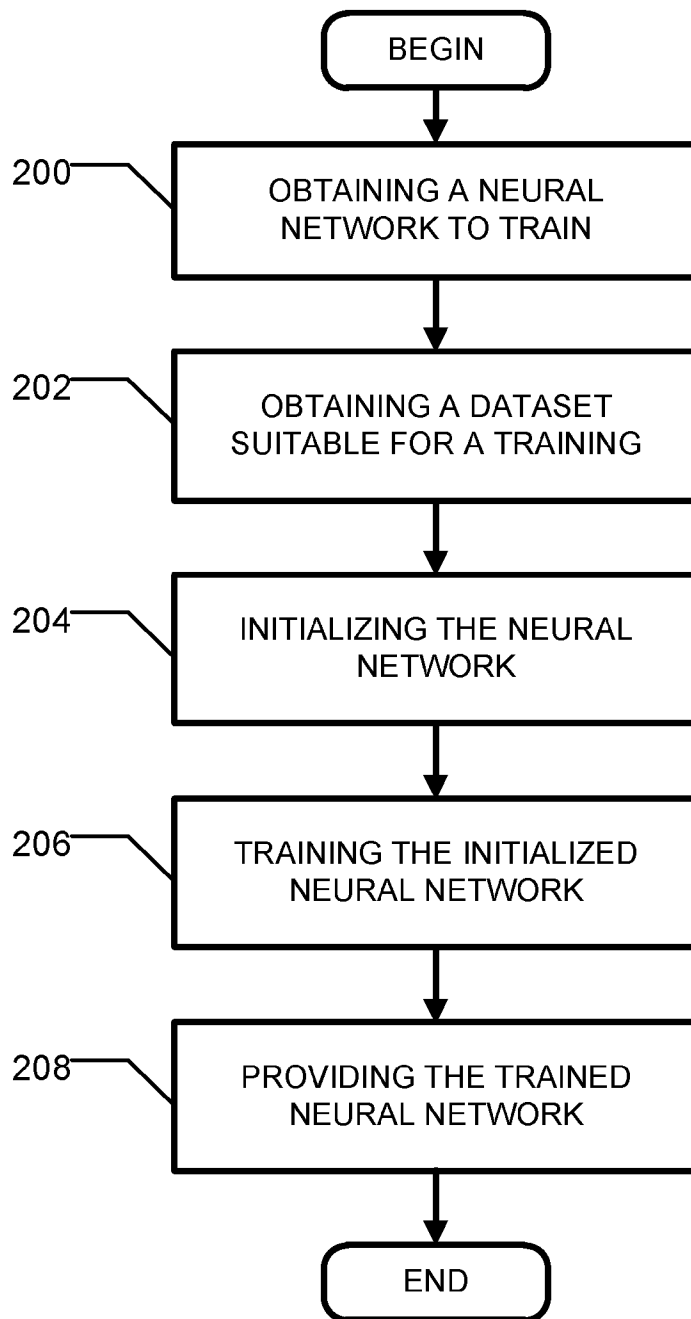 BEGIN
200
OBTAINING A NEURAL
NETWORK TO TRAIN
202
OBTAINING A DATASET
SUITABLE FOR A TRAINING
204
INITIALIZING THE NEURAL
NETWORK
206
TRAINING THE INITIALIZED
NEURAL NETWORK
208
PROVIDING THE TRAINED
NEURAL NETWORK
END